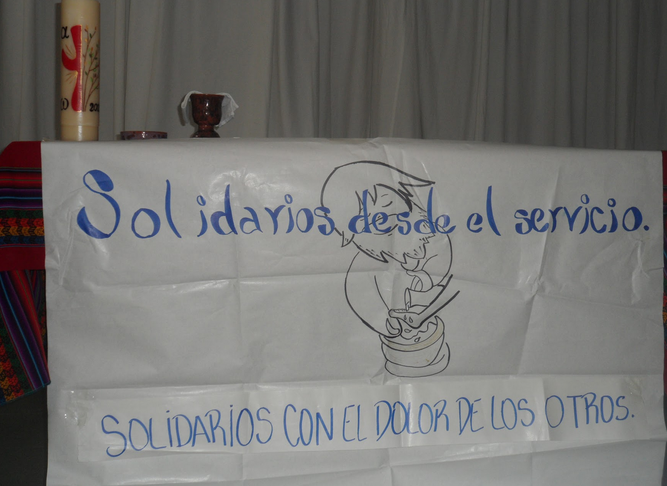 Solidarios desde el servicio.
SOLIDARIOS CON EL DOLOR DE LOS OTROS.